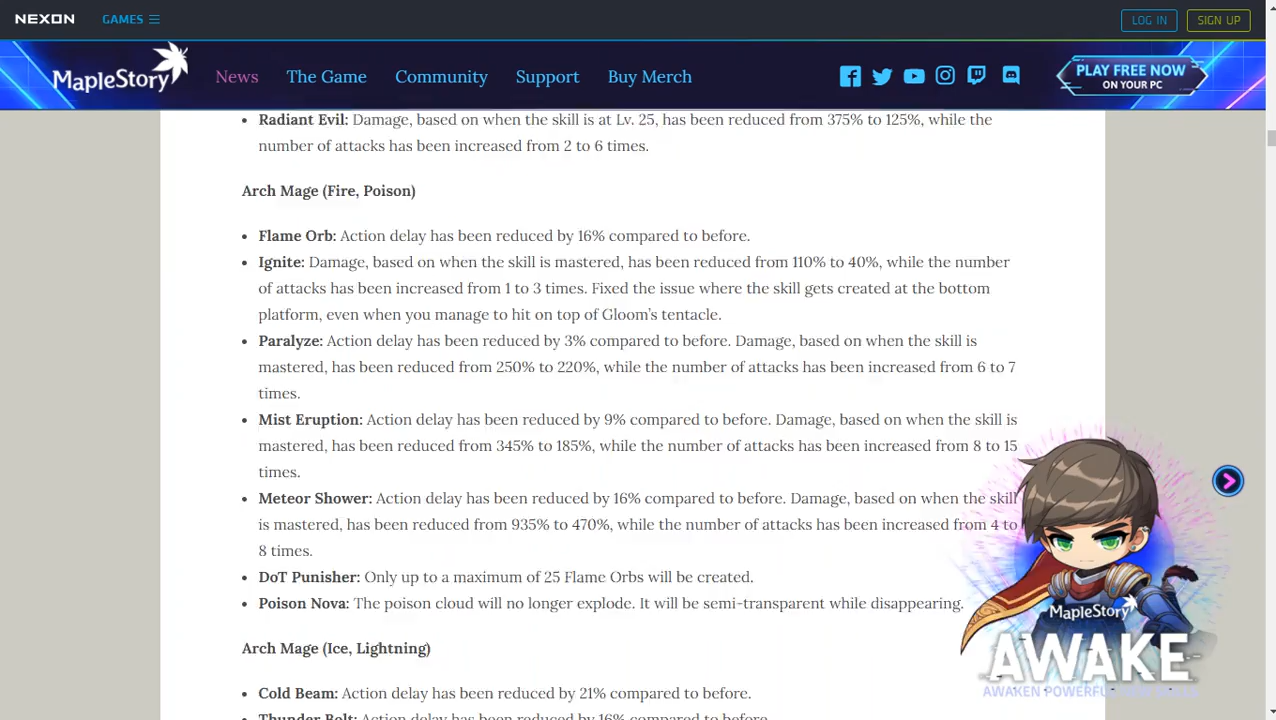 NEXON
GAMES
LOG IN
SIGN UP
MapleStory
News
The Game
Community
Support
Buy Merch
PLAY FREE NOW
ON YOUR PC
• Radiant Evil: Damage, based on when the skill is at Lv. 25, has been reduced from 375% to 125%, while the
number of attacks has been increased from 2 to 6 times.
Arch Mage (Fire, Poison)
• Flame Orb: Action delay has been reduced by 16% compared to before.
• Ignite: Damage, based on when the skill is mastered, has been reduced from 110% to 40%, while the number
of attacks has been increased from 1 to 3 times. Fixed the issue where the skill gets created at the bottom
platform, even when you manage to hit on top of Gloom’s tentacle.
• Paralyze: Action delay has been reduced by 3% compared to before. Damage, based on when the skill is
mastered, has been reduced from 250% to 220%, while the number of attacks has been increased from 6 to 7
times.
• Mist Eruption: Action delay has been reduced by 9% compared to before. Damage, based on when the skill is
mastered, has been reduced from 345% to 185%, while the number of attacks has been increased from 8 to 15
times.
• Meteor Shower: Action delay has been reduced by 16% compared to before. Damage, based on when the skill
is mastered, has been reduced from 935% to 470%, while the number of attacks has been increased from 4 to
8 times.
• DoT Punisher: Only up to a maximum of 25 Flame Orbs will be created.
• Poison Nova: The poison cloud will no longer explode. It will be semi-transparent while disappearing.
MapleStory
AWAKE
AWAKEN POWERFUL NEW SKILLS
Arch Mage (Ice, Lightning)
• Cold Beam: Action delay has been reduced by 21% compared to before.
Thunder Bolt: Action delay has been reduced by 16% compared to before.